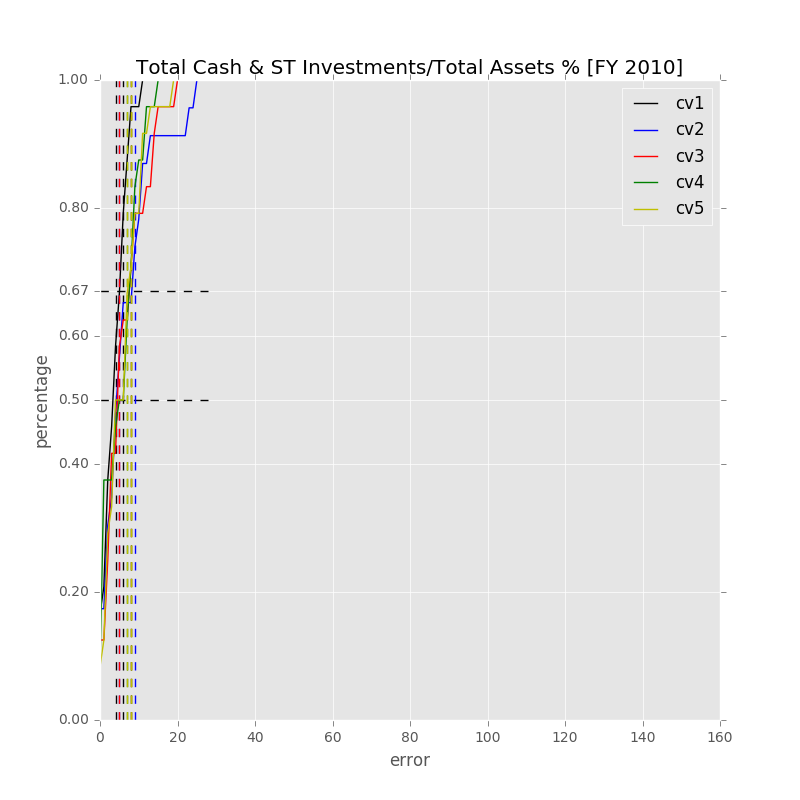 Total Cash & ST Investments/Total Assets % [FY 2010]
1.00
0.80
0.67
0.60
0.50
0.40
0.20
0.00
percentage
cv1
cv2
cv3
cv4
cv5
0 20 40 60 80 100 120 140 160
error